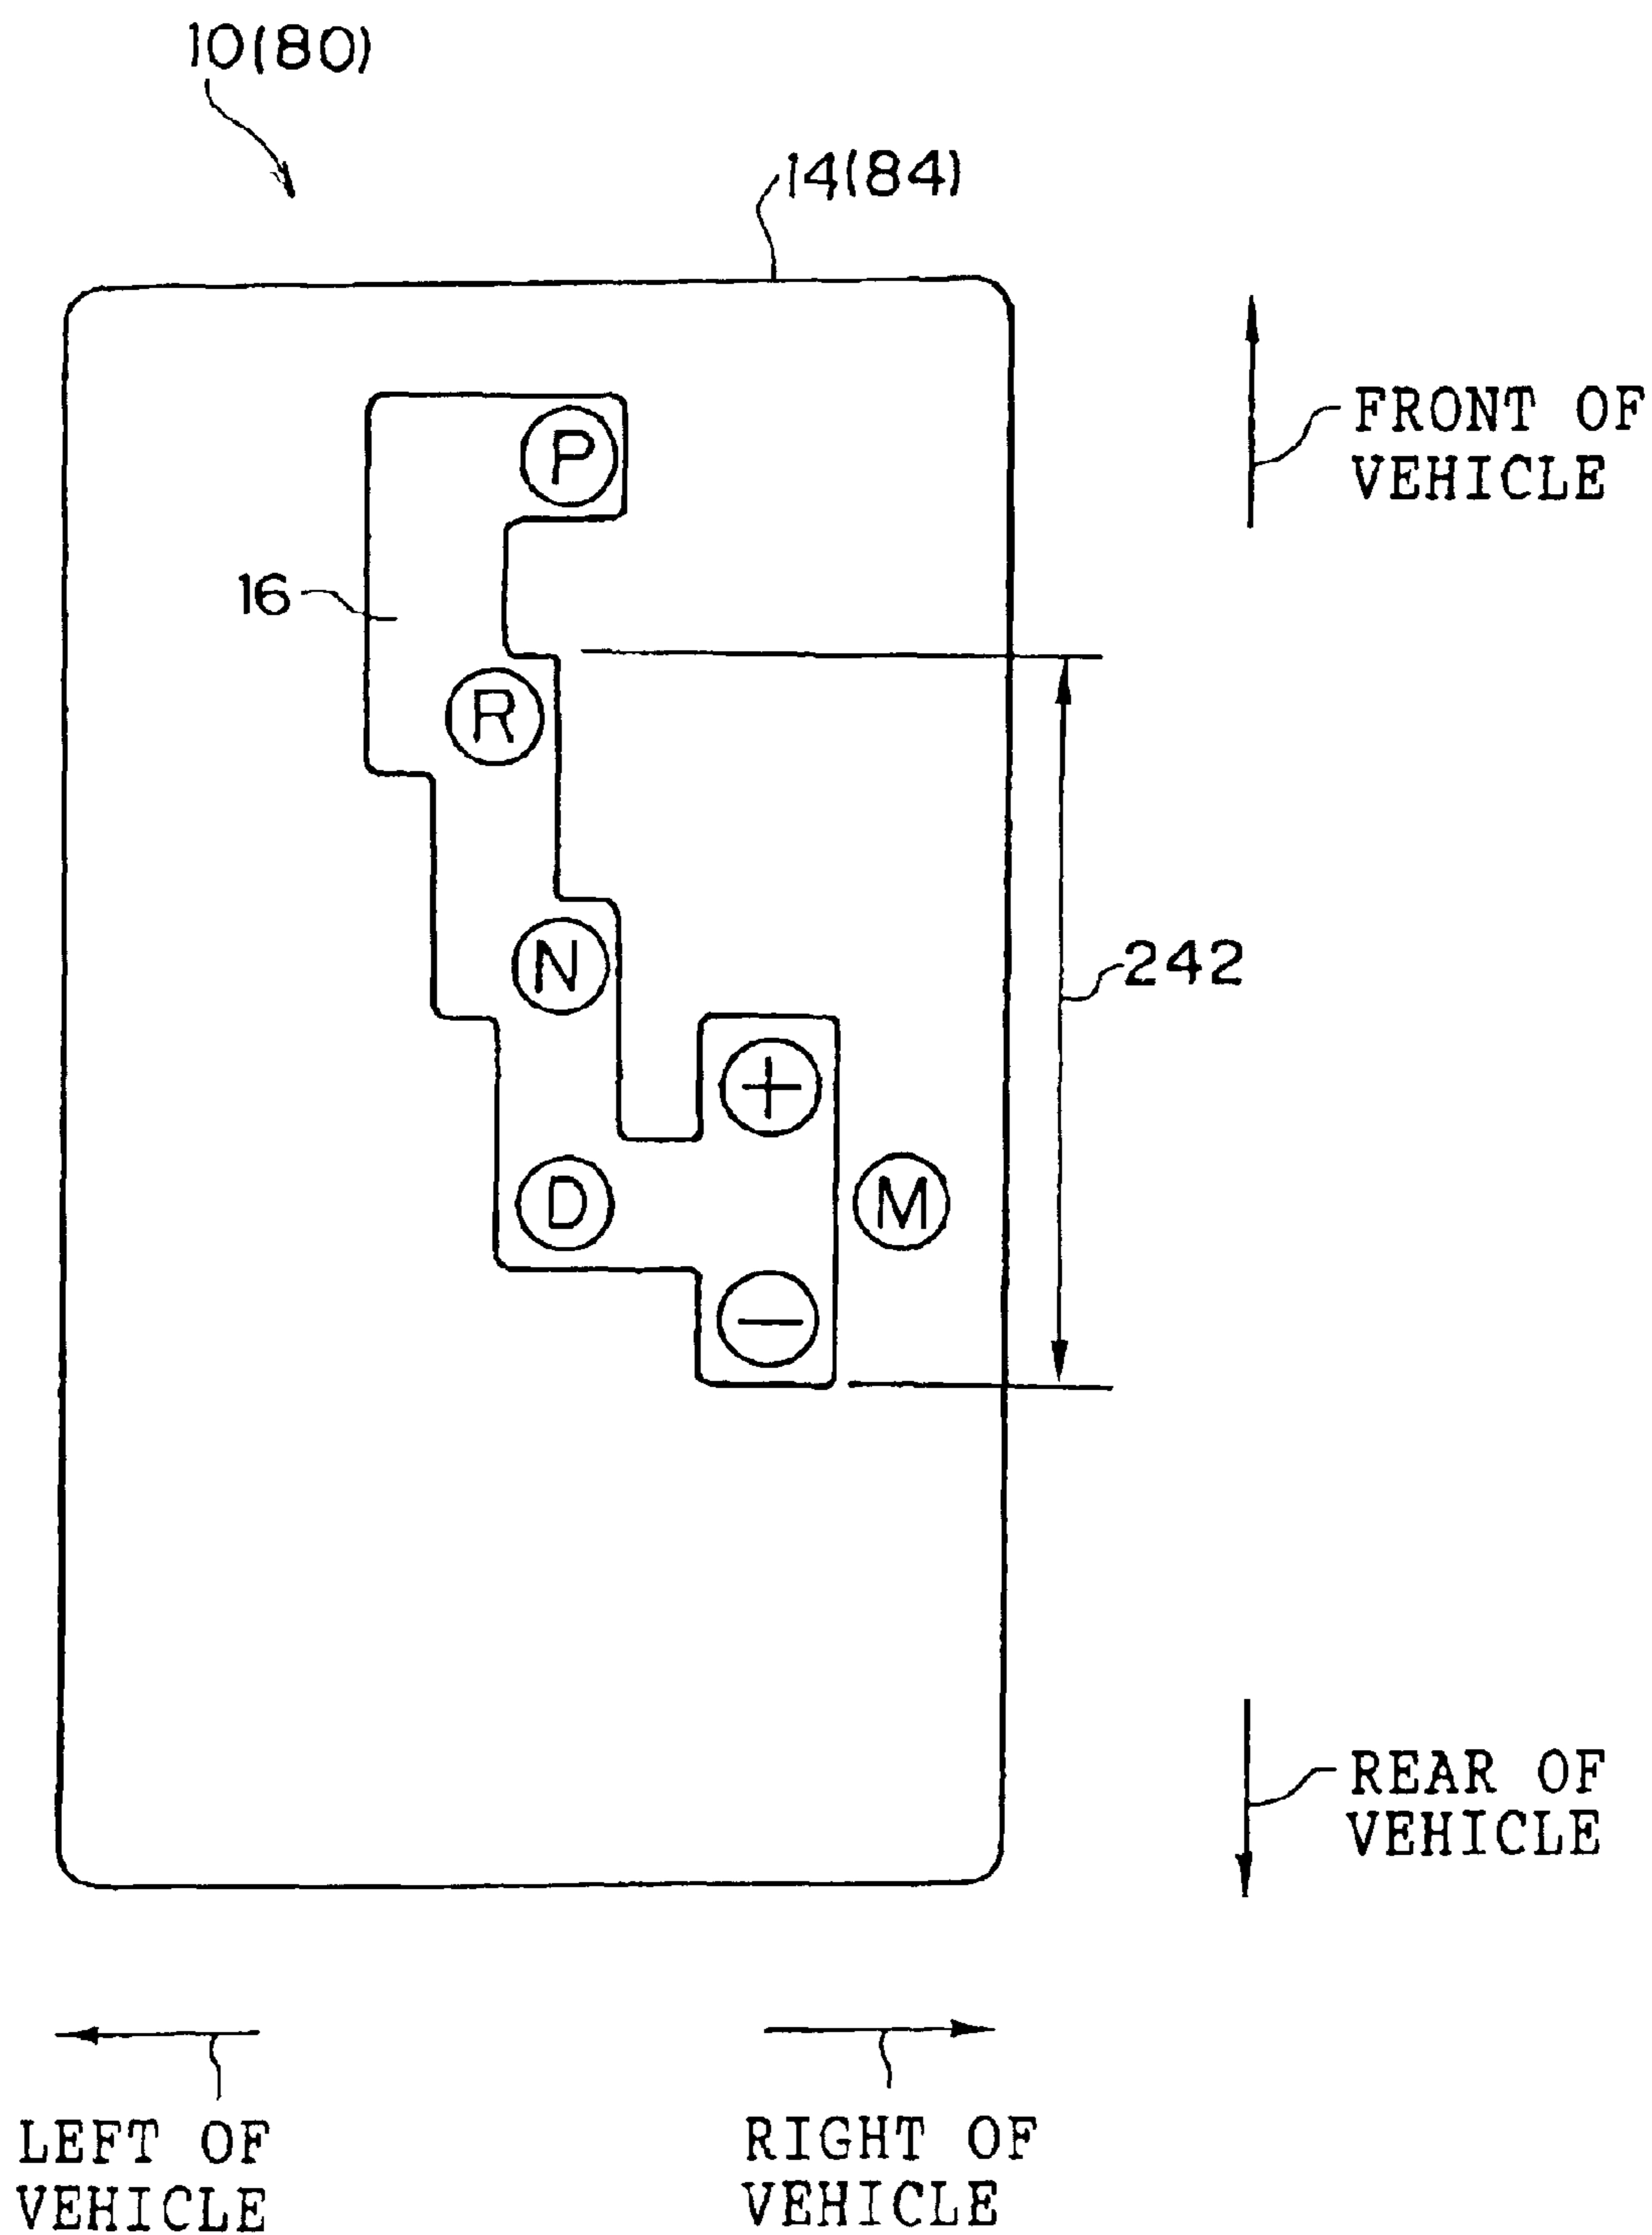 10(80)
14(84)
P
FRONT OF
VEHICLE
16
R
N
242
+
D
M
−
REAR OF
VEHICLE
LEFT OF
VEHICLE
RIGHT OF
VEHICLE